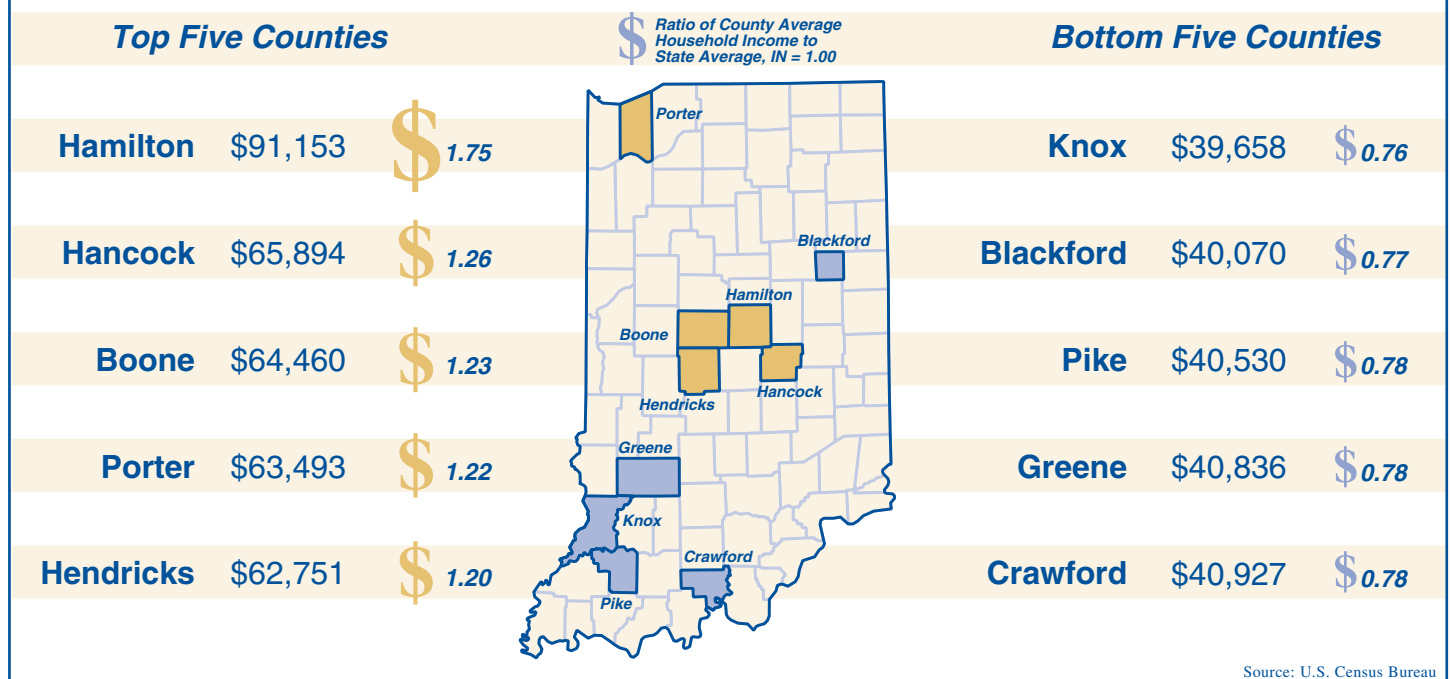 Top Five Counties
$ Ratio of County Average
Household Income to
State Average, IN = 1.00
Bottom Five Counties
Hamilton $91,153 $ 1.75
Hancock $65,894 $ 1.26
Boone $64,460 $ 1.23
Porter $63,493 $ 1.22
Hendricks $62,751 $ 1.20
Porter
Blackford
Hamilton
Boone
Hancock
Hendricks
Greene
Knox
Crawford
Pike
Knox $39,658 $ 0.76
Blackford $40,070 $ 0.77
Pike $40,530 $ 0.78
Greene $40,836 $ 0.78
Crawford $40,927 $ 0.78
Source: U.S. Census Bureau